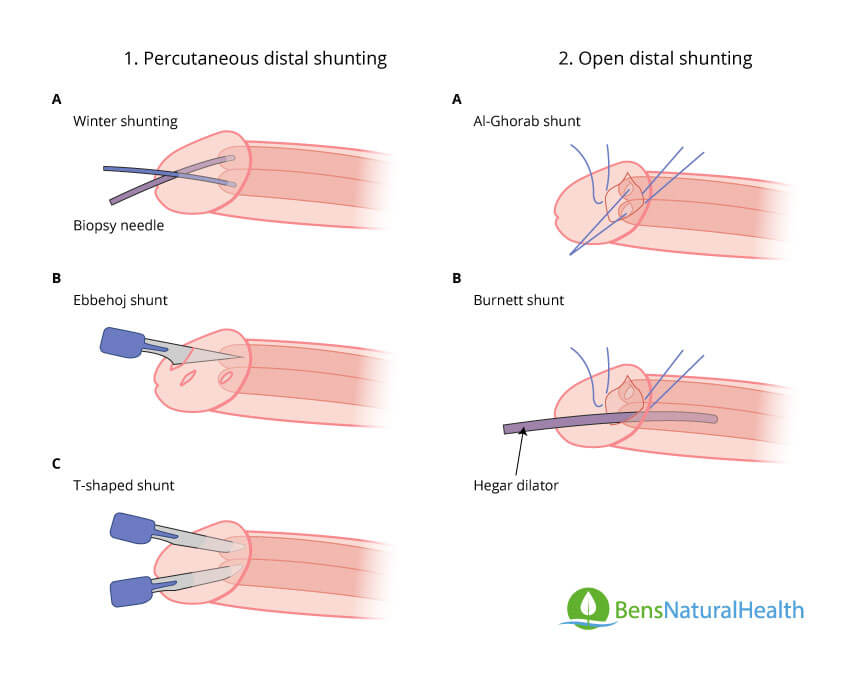 1. Percutaneous distal shunting
A
Winter shunting
Biopsy needle
B
Ebbehoj shunt
C
T-shaped shunt
2. Open distal shunting
A
Al-Ghorab shunt
B
Burnett shunt
Hegar dilator
BensNaturalHealth